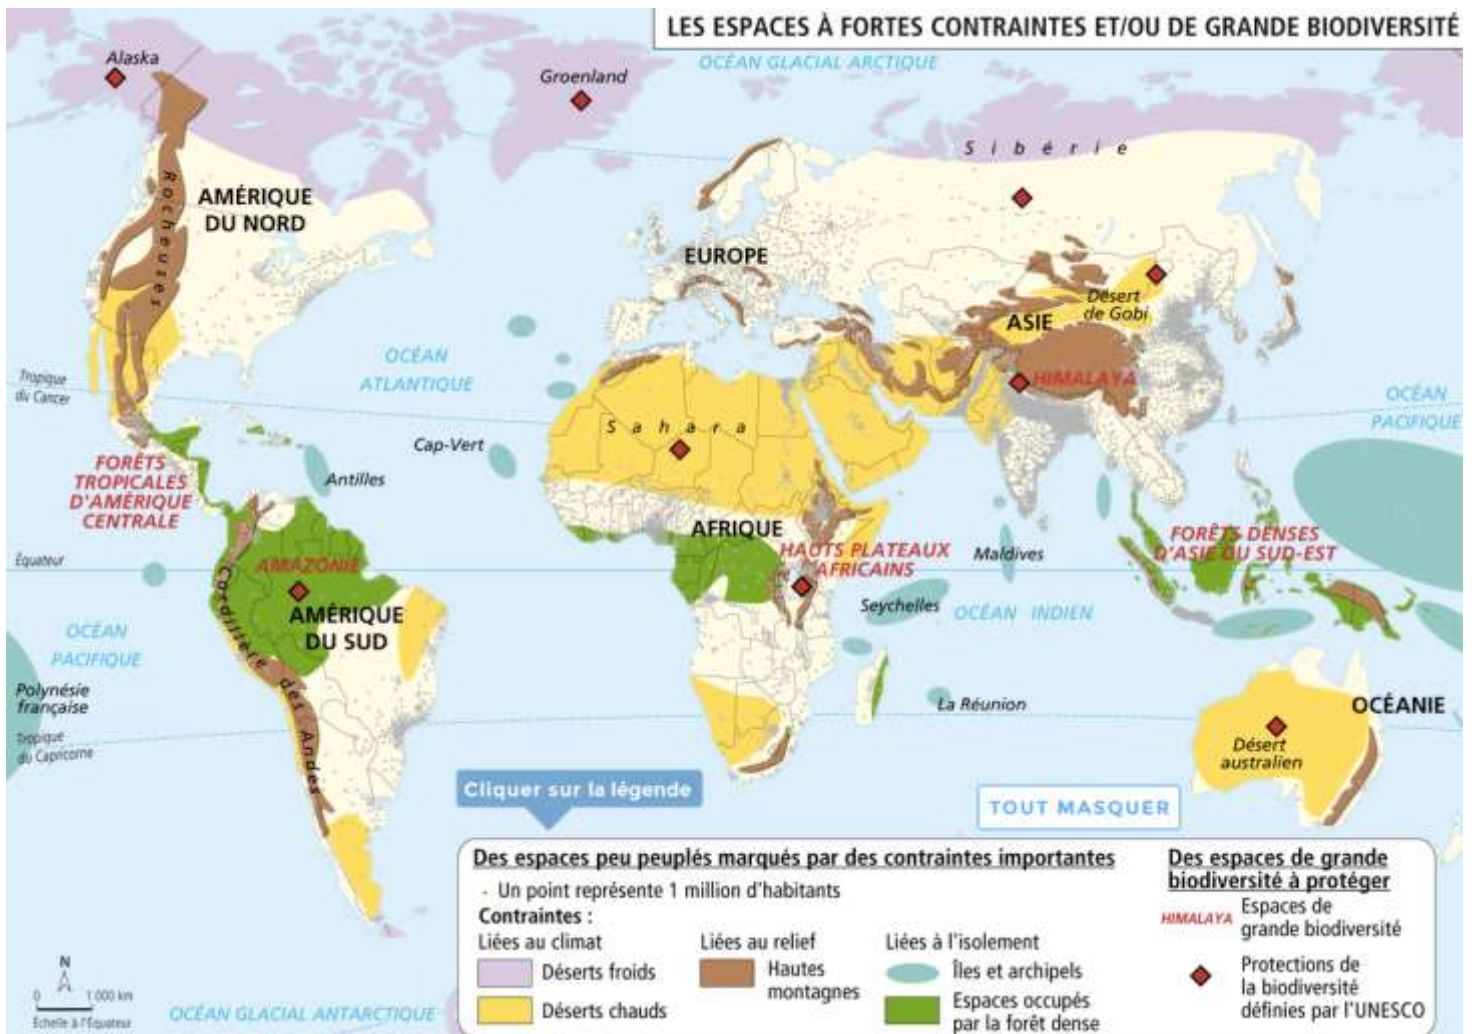 LES ESPACES À FORTES CONTRAINTES ET/OU DE GRANDE BIODIVERSITÉ
Alaska
Groenland
OCÉAN GLACIAL ARCTIQUE
Sibérie
Rocheuses
AMÉRIQUE
DU NORD
EUROPE
Désert
de Gobi
ASIE
OCÉAN
ATLANTIQUE
Tropique
du Cancer
HIMALAYA
OCÉAN
PACIFIQUE
Sahara
Cap-Vert
Antilles
FORÊTS
TROPICALES
D'AMÉRIQUE
CENTRALE
AFRIQUE
FORÊTS DENSES
D'ASIE DU SUD-EST
HAUTS PLATEAUX
AFRICAINS
Maldives
Équateur
AMAZONIE
Seychelles
OCÉAN INDIEN
AMÉRIQUE
DU SUD
Cordillère des Andes
OCÉAN
PACIFIQUE
Polynésie
française
La Réunion
OCÉANIE
Tropique
du Capricorne
Désert
australien
Cliquer sur la légende
TOUT MASQUER
Des espaces peu peuplés marqués par des contraintes importantes
- Un point représente 1 million d'habitants
Contraintes :
Liées au climat
Déserts froids
Déserts chauds
Liées au relief
Hautes
montagnes
Liées à l'isolement
Îles et archipels
Espaces occupés
par la forêt dense
Des espaces de grande
biodiversité à protéger
HIMALAYA Espaces de
grande biodiversité
Protections de
la biodiversité
définies par l'UNESCO
N
0 1 000 km
Échelle à l'Équateur
OCÉAN GLACIAL ANTARCTIQUE